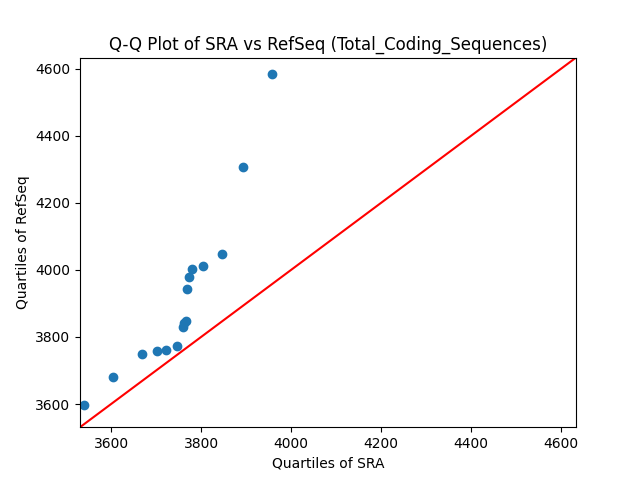 Q-Q Plot of SRA vs RefSeq (Total_Coding_Sequences)
4600
4400
4200
4000
3800
3600
Quartiles of RefSeq
3600 3800 4000 4200 4400 4600
Quartiles of SRA